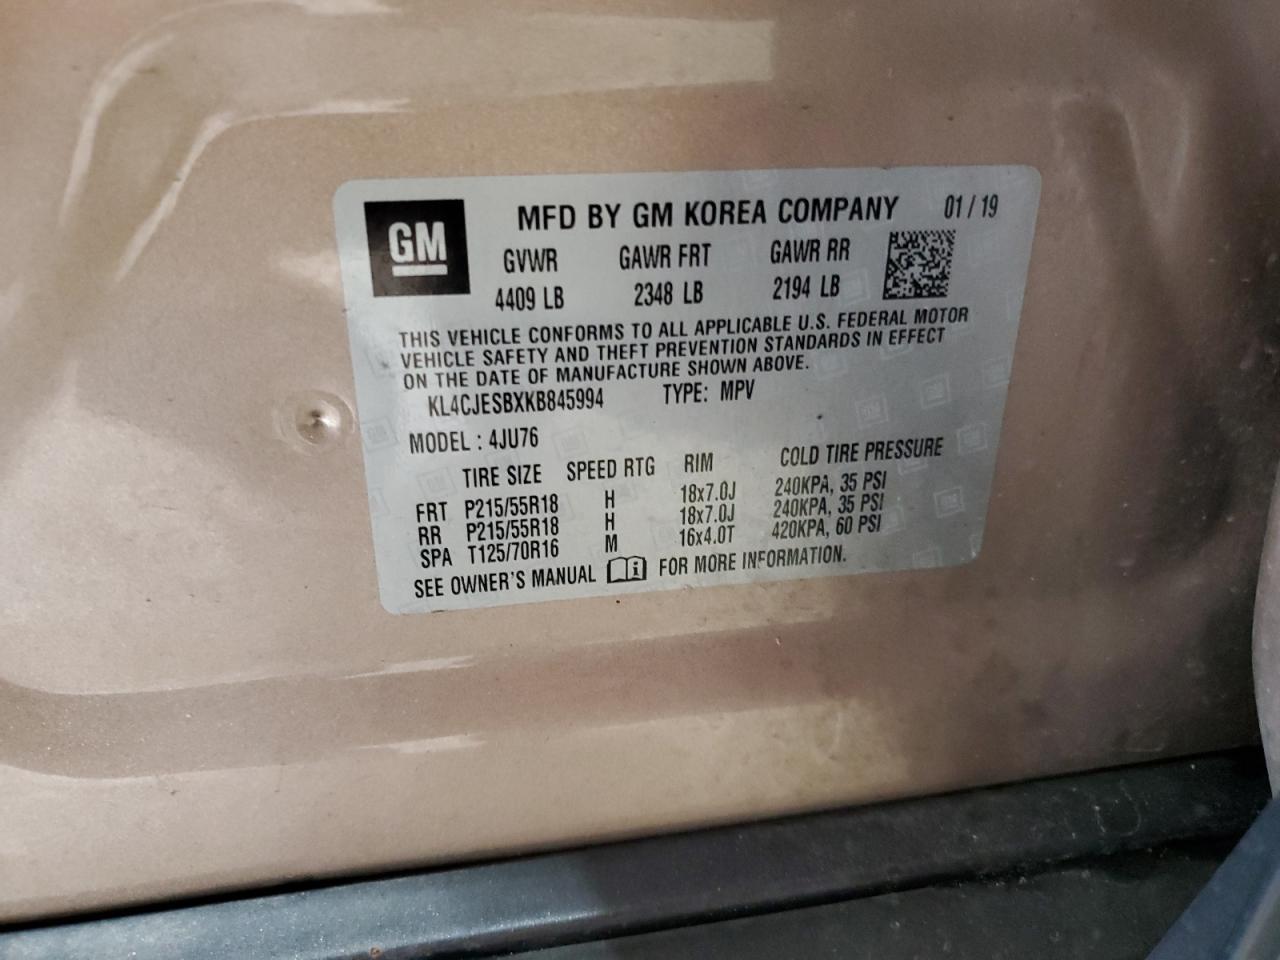 GM
MFD BY GM KOREA COMPANY 01 / 19
GVWR GAWR FRT GAWR RR
4409 LB 2348 LB 2194 LB
THIS VEHICLE CONFORMS TO ALL APPLICABLE U.S. FEDERAL MOTOR
VEHICLE SAFETY AND THEFT PREVENTION STANDARDS IN EFFECT
ON THE DATE OF MANUFACTURE SHOWN ABOVE.
KL4CJESBXKB845994 TYPE: MPV
MODEL : 4JU76
TIRE SIZE SPEED RTG RIM COLD TIRE PRESSURE
FRT P215/55R18 H 18x7.0J 240KPA, 35 PSI
RR P215/55R18 H 18x7.0J 240KPA, 35 PSI
SPA T125/70R16 M 16x4.0T 420KPA, 60 PSI
SEE OWNER'S MANUAL FOR MORE INFORMATION.